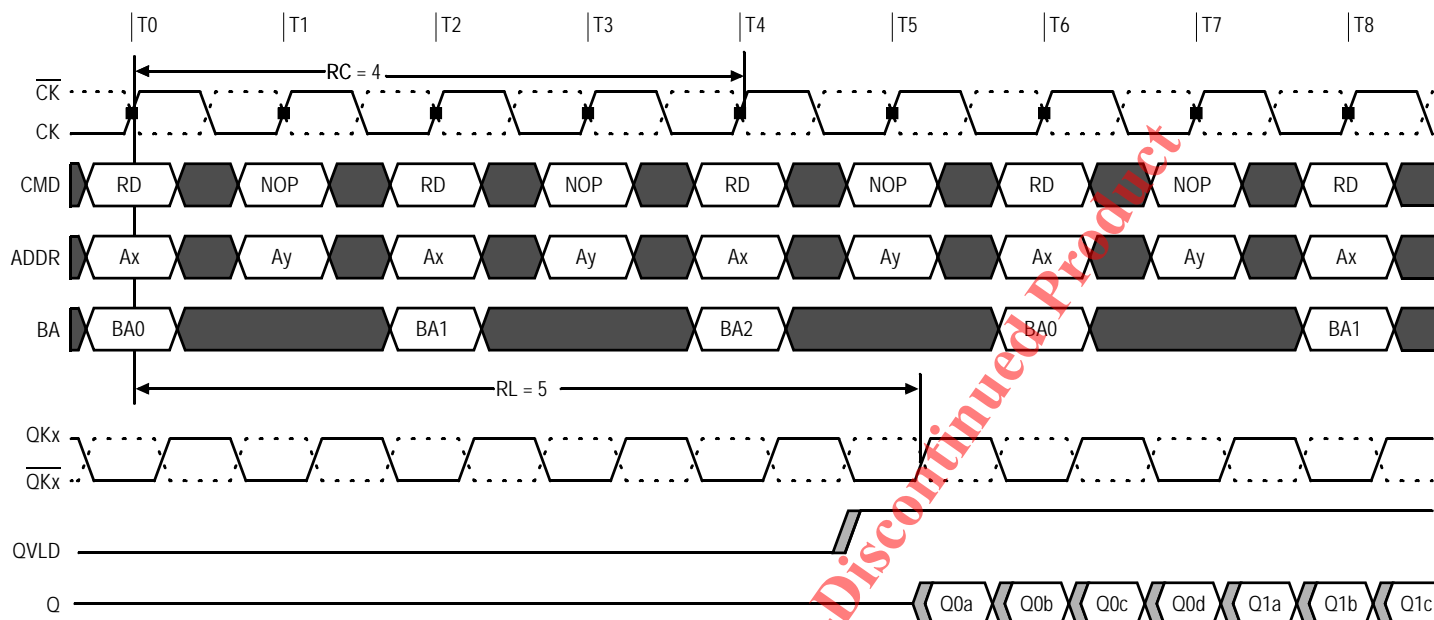 T0 T1 T2 T3 T4 T5 T6 T7 T8
RC = 4
CK
CK
CMD RD NOP RD NOP RD NOP RD NOP RD
ADDR Ax Ay Ax Ay Ax Ay Ax Ay Ax
BA BA0 BA1 BA2 BA0 BA1
RL = 5
QKx
QKx
QVLD
Q Q0a Q0b Q0c Q0d Q1a Q1b Q1c
Discontinued Product